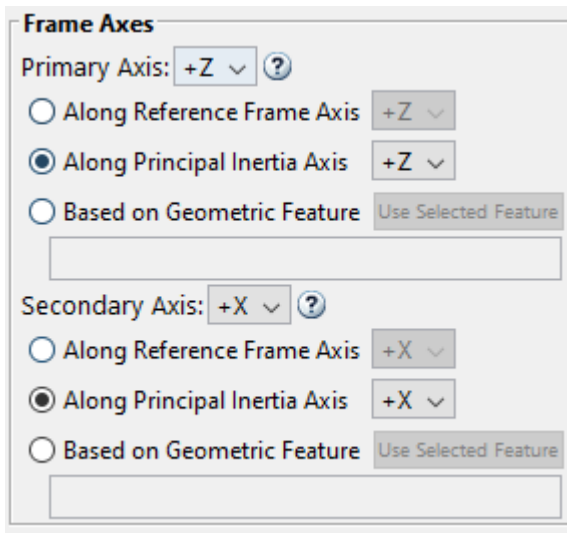 Frame Axes
Primary Axis: +Z ?
Along Reference Frame Axis +Z
Along Principal Inertia Axis +Z
Based on Geometric Feature Use Selected Feature
Secondary Axis: +X ?
Along Reference Frame Axis +X
Along Principal Inertia Axis +X
Based on Geometric Feature Use Selected Feature